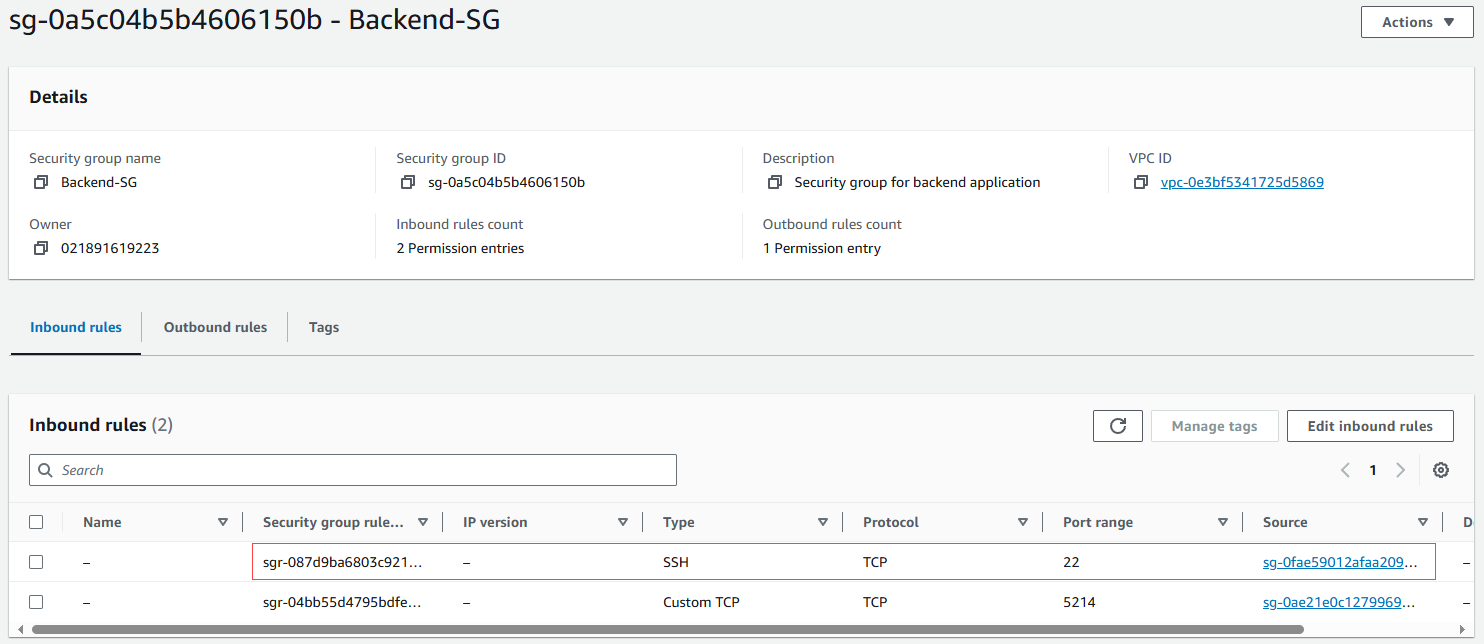 sg-0a5c04b5b4606150b - Backend-SG
Actions
Details
Security group name
Backend-SG
Security group ID
sg-0a5c04b5b4606150b
Description
Security group for backend application
VPC ID
vpc-0e3bf5341725d5869
Owner
021891619223
Inbound rules count
2 Permission entries
Outbound rules count
1 Permission entry
Inbound rules Outbound rules Tags
Inbound rules (2)
Manage tags Edit inbound rules
Search
1
Name Security group rule... IP version Type Protocol Port range Source
– sgr-087d9ba6803c921... – SSH TCP 22 sg-0fae59012afaa209... –
– sgr-04bb55d4795bdfe... – Custom TCP TCP 5214 sg-0ae21e0c1279969... –